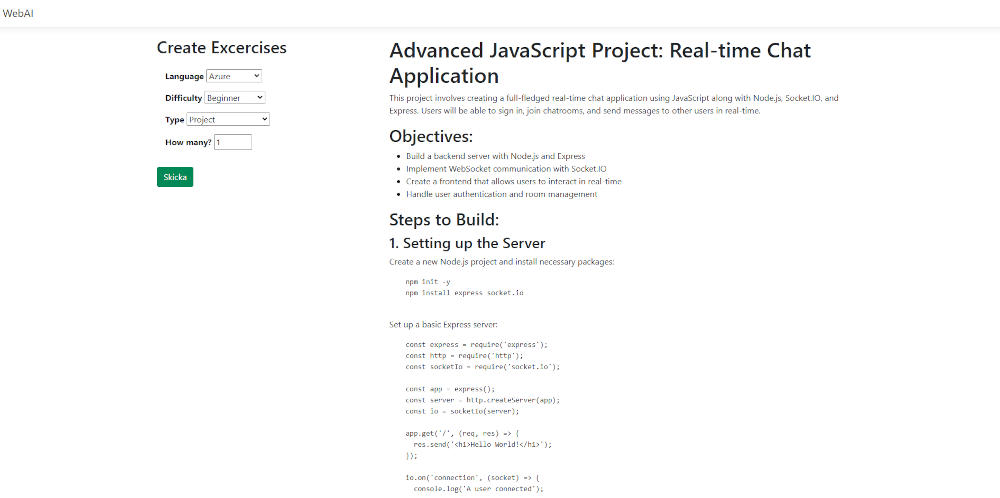 WebAI
Create Excercises
Language Azure
Difficulty Beginner
Type Project
How many? 1
Skicka
Advanced JavaScript Project: Real-time Chat
Application
This project involves creating a full-fledged real-time chat application using JavaScript along with Node.js, Socket.IO, and
Express. Users will be able to sign in, join chatrooms, and send messages to other users in real-time.
Objectives:
• Build a backend server with Node.js and Express
• Implement WebSocket communication with Socket.IO
• Create a frontend that allows users to interact in real-time
• Handle user authentication and room management
Steps to Build:
1. Setting up the Server
Create a new Node.js project and install necessary packages:
npm init -y
npm install express socket.io
Set up a basic Express server:
const express = require('express');
const http = require('http');
const socketIo = require('socket.io');
const app = express();
const server = http.createServer(app);
const io = socketIo(server);
app.get('/', (req, res) => {
  res.send('<h1>Hello World!</h1>');
});
io.on('connection', (socket) => {
  console.log('A user connected');